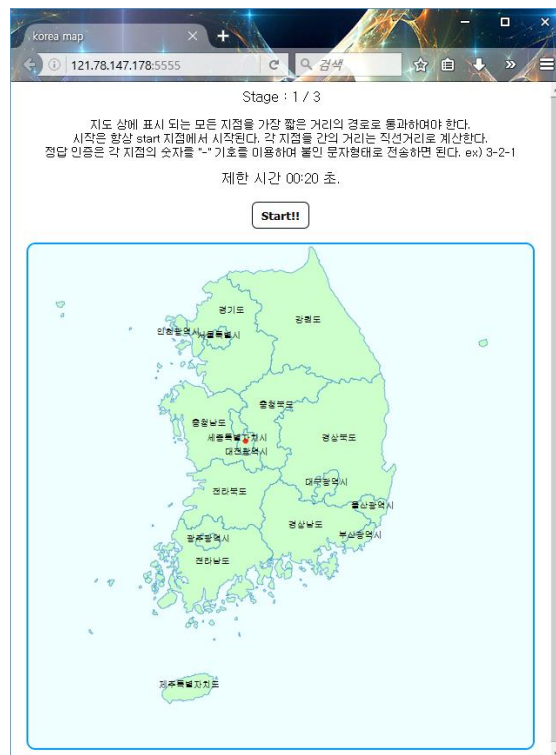 korea map
121.78.147.178:5555
검색
Stage : 1 / 3
지도 상에 표시 되는 모든 지점을 가장 짧은 거리의 경로로 통과하여야 한다.
시작은 항상 start 지점에서 시작된다. 각 지점들 간의 거리는 직선거리로 계산한다.
정답 인증은 각 지점의 숫자를 "-" 기호를 이용하여 붙인 문자형태로 전송하면 된다. ex) 3-2-1
제한 시간 00:20 초.
Start!!
경기도
강원도
인천광역시
서울특별시
충청북도
충청남도
세종특별자치시
경상북도
대전광역시
대구광역시
전라북도
울산광역시
경상남도
부산광역시
광주광역시
전라남도
제주특별자치도